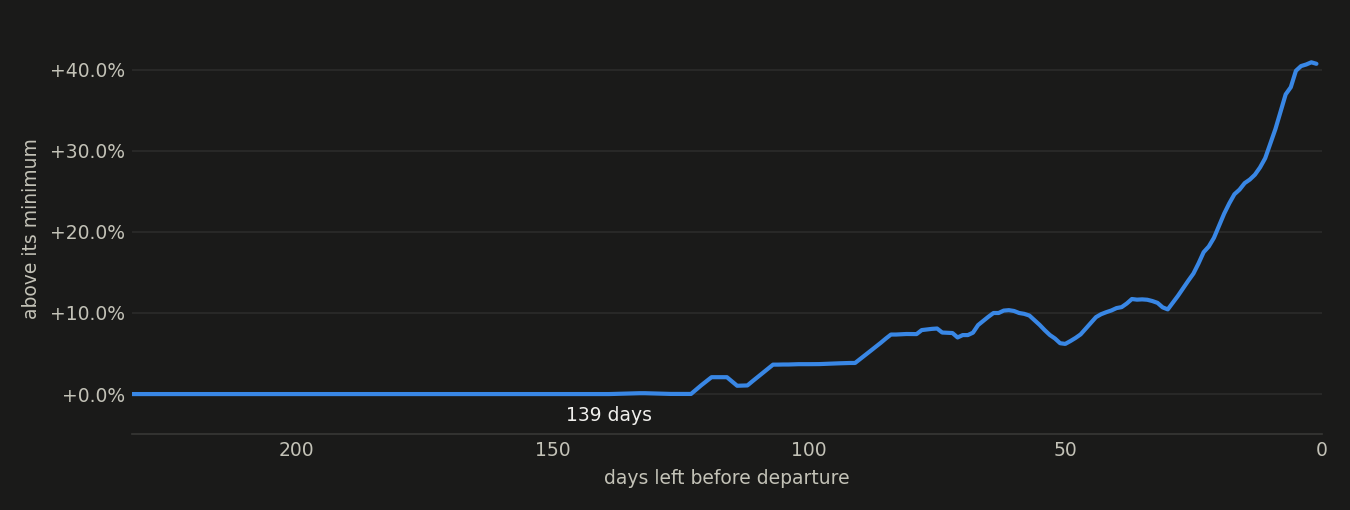 +40.0%
+30.0%
+20.0%
+10.0%
+0.0%
above its minimum
139 days
200 150 100 50 0
days left before departure